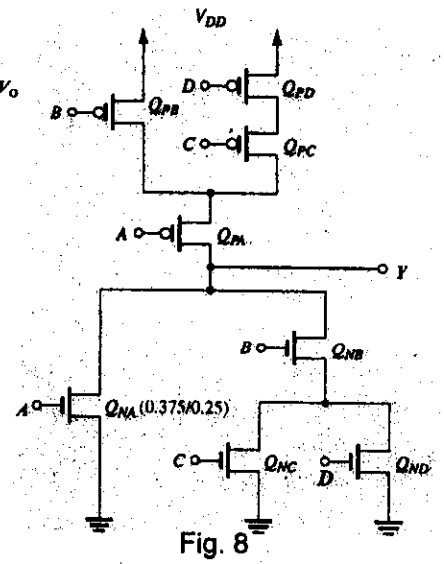 V_DD
V_o
D Q_PD
B Q_PB
C Q_PC
A Q_PA
Y
B Q_NB
A Q_NA (0.375/0.25)
C Q_NC D Q_ND
Fig. 8